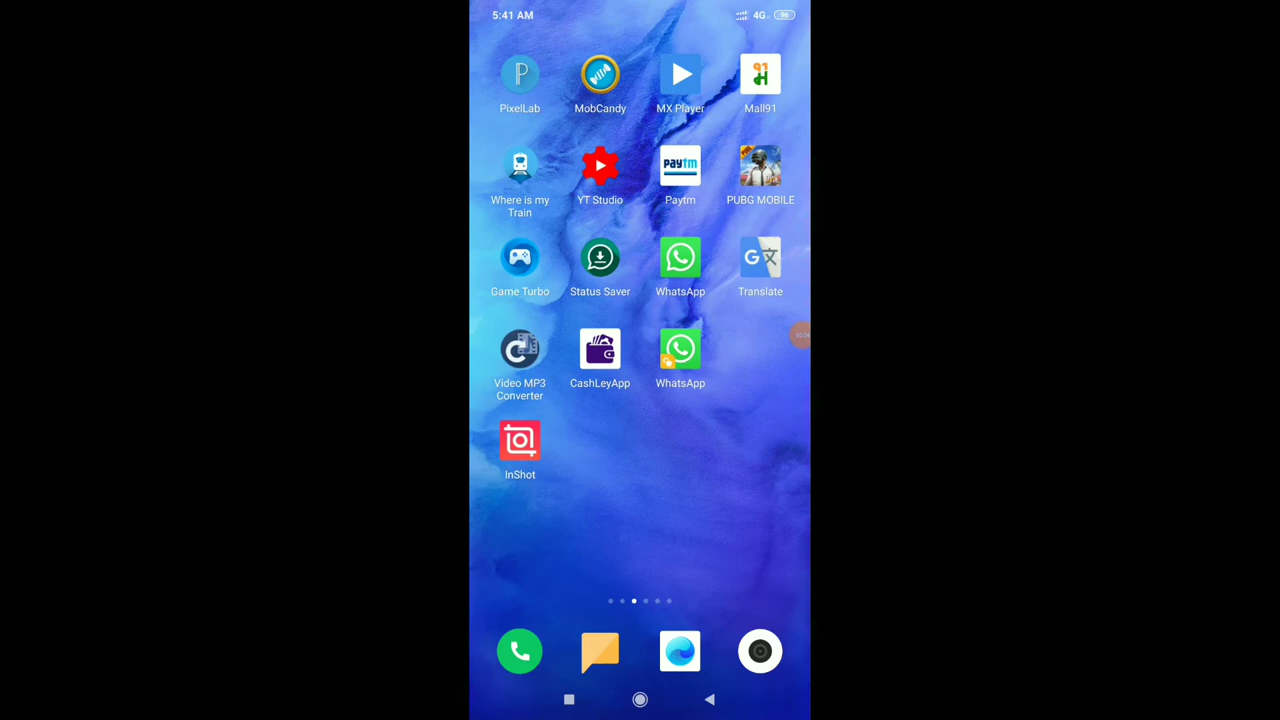 5:41 AM
4G
96
PixelLab
MobCandy
MX Player
Mall91
Where is my
Train
YT Studio
Paytm
PUBG MOBILE
Game Turbo
Status Saver
WhatsApp
Translate
Video MP3
Converter
CashLeyApp
WhatsApp
InShot